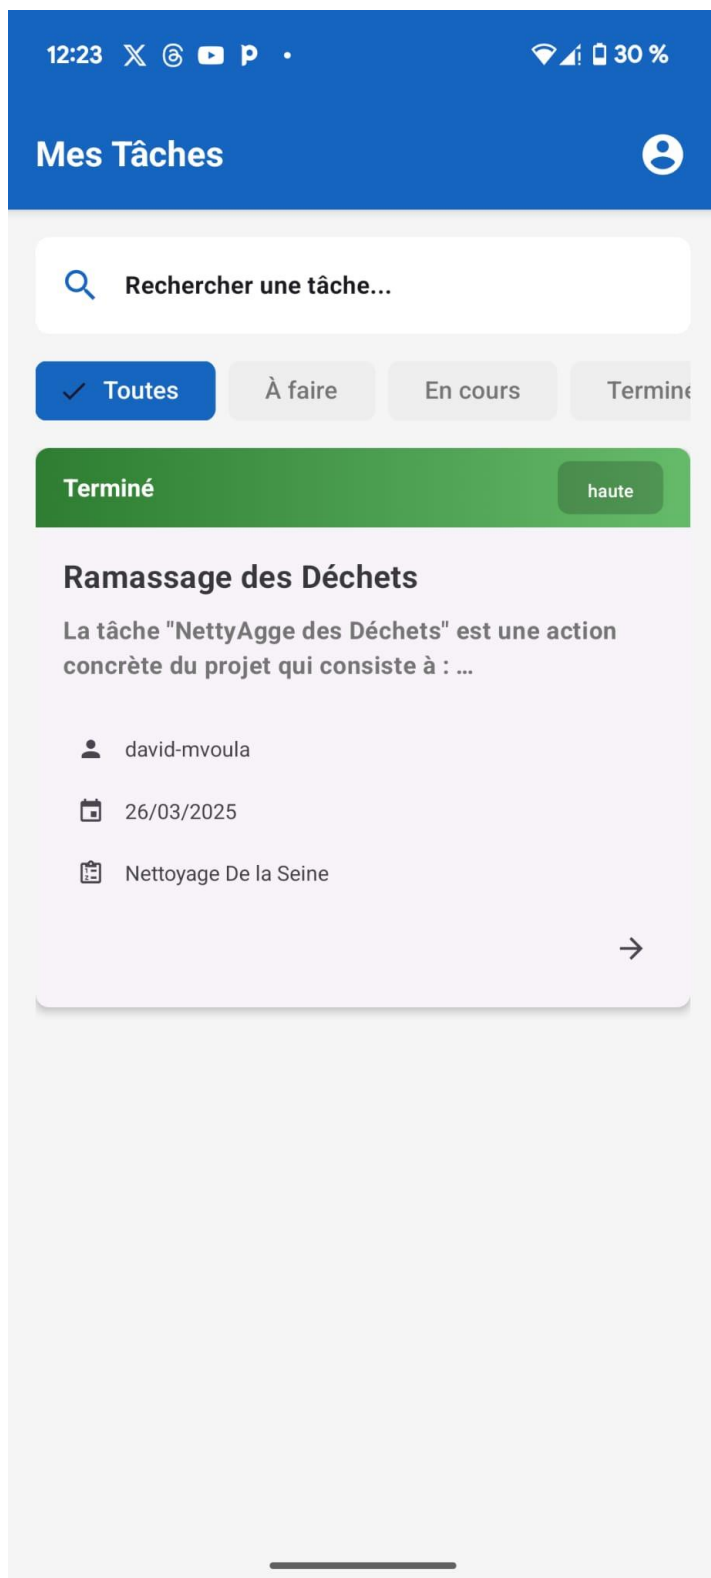 12:23 30 %
Mes Tâches
Rechercher une tâche...
Toutes À faire En cours Terminé
Terminé haute
Ramassage des Déchets
La tâche "NettyAgge des Déchets" est une action
concrète du projet qui consiste à : ...
david-mvoula
26/03/2025
Nettoyage De la Seine